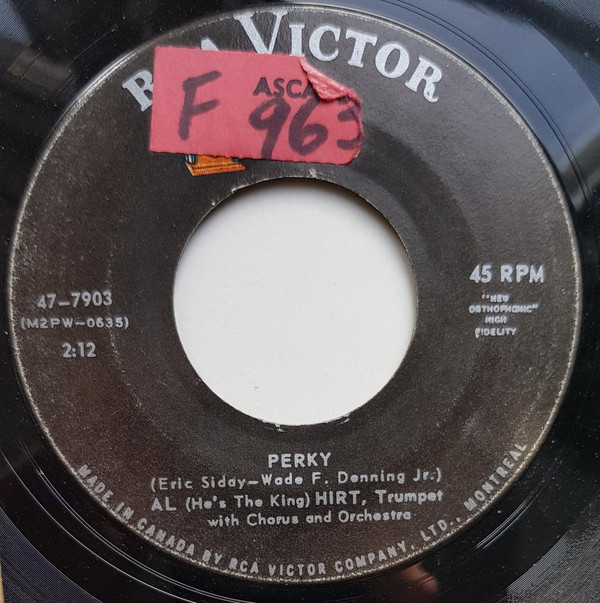 VICTOR
F
963
47-7903
(M2PW-0635)
2:12
45 RPM
"NEW
ORTHOPHONIC"
HIGH
FIDELITY
PERKY
(Eric Siday-Wade F. Denning Jr.)
AL (He's The King) HIRT, Trumpet
with Chorus and Orchestra
MADE IN CANADA BY RCA VICTOR COMPANY, LTD., MONTREAL